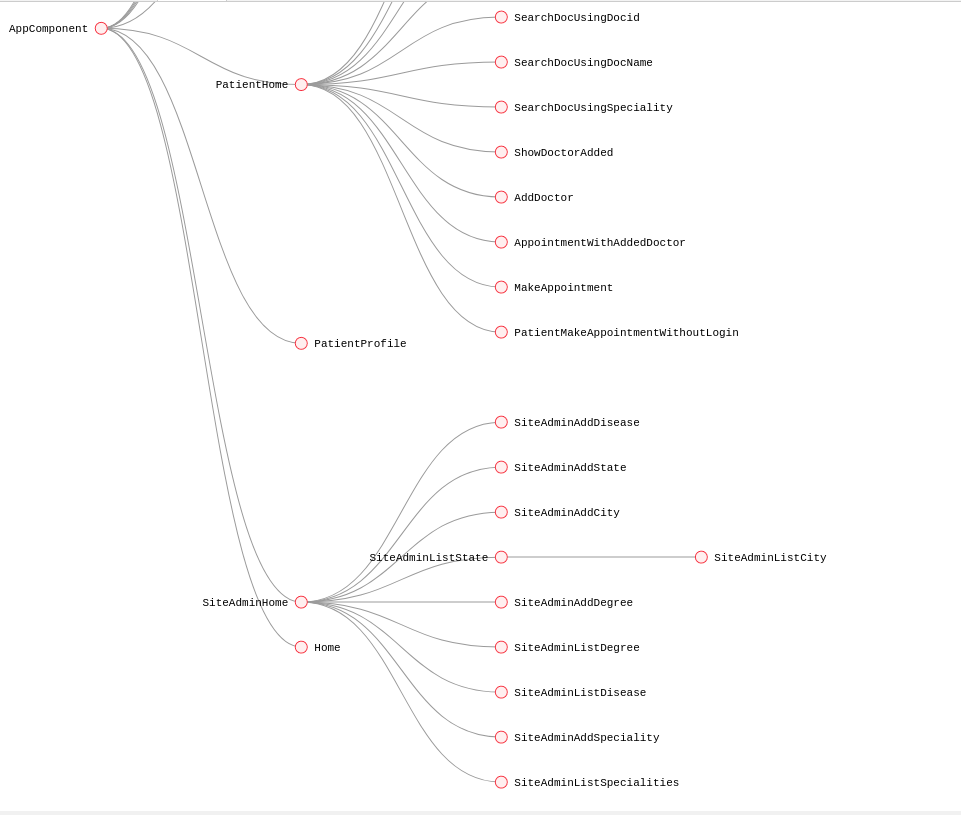 SearchDocUsingDocid
AppComponent
SearchDocUsingDocName
PatientHome
SearchDocUsingSpeciality
ShowDoctorAdded
AddDoctor
AppointmentWithAddedDoctor
MakeAppointment
PatientMakeAppointmentWithoutLogin
PatientProfile
SiteAdminAddDisease
SiteAdminAddState
SiteAdminAddCity
SiteAdminListState
SiteAdminListCity
SiteAdminHome
SiteAdminAddDegree
Home
SiteAdminListDegree
SiteAdminListDisease
SiteAdminAddSpeciality
SiteAdminListSpecialities